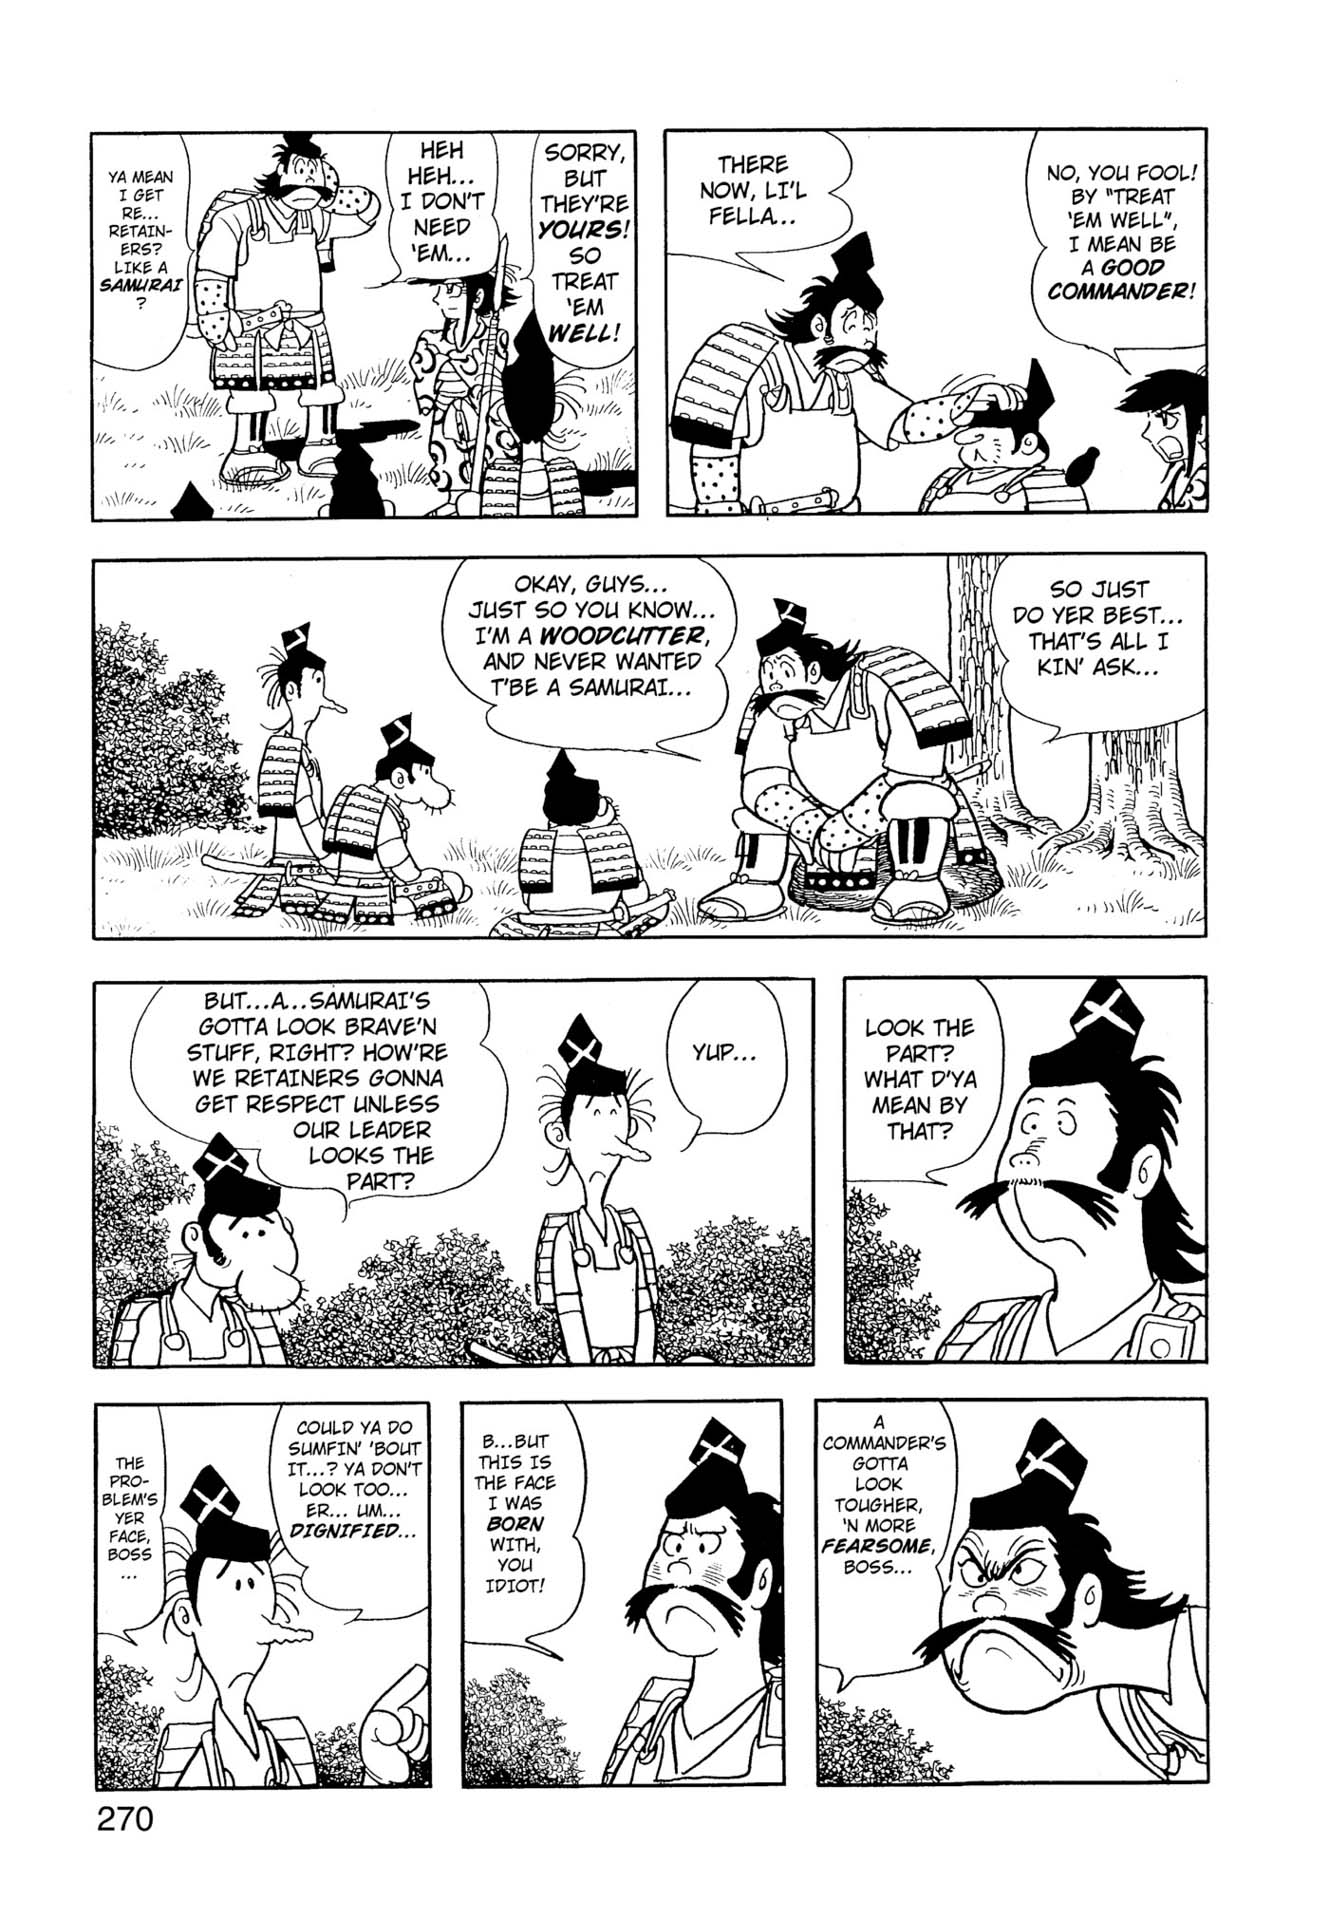 YA MEAN
I GET
RE...
RETAIN-
ERS?
LIKE A
SAMURAI
?
HEH
HEH...
I DON'T
NEED
'EM...
SORRY,
BUT
THEY'RE
YOURS!
SO
TREAT
'EM
WELL!
THERE
NOW, LI'L
FELLA...
NO, YOU FOOL!
BY "TREAT
'EM WELL",
I MEAN BE
A GOOD
COMMANDER!
OKAY, GUYS...
JUST SO YOU KNOW...
I'M A WOODCUTTER,
AND NEVER WANTED
T'BE A SAMURAI...
SO JUST
DO YER BEST...
THAT'S ALL I
KIN' ASK...
BUT...A...SAMURAI'S
GOTTA LOOK BRAVE'N
STUFF, RIGHT? HOW'RE
WE RETAINERS GONNA
GET RESPECT UNLESS
OUR LEADER
LOOKS THE
PART?
YUP...
LOOK THE
PART?
WHAT D'YA
MEAN BY
THAT?
THE
PRO-
BLEM'S
YER
FACE,
BOSS
...
COULD YA DO
SUMFIN' 'BOUT
IT...? YA DON'T
LOOK TOO...
ER... UM...
DIGNIFIED...
B...BUT
THIS IS
THE FACE
I WAS
BORN
WITH,
YOU
IDIOT!
A
COMMANDER'S
GOTTA
LOOK
TOUGHER,
'N MORE
FEARSOME,
BOSS...
270